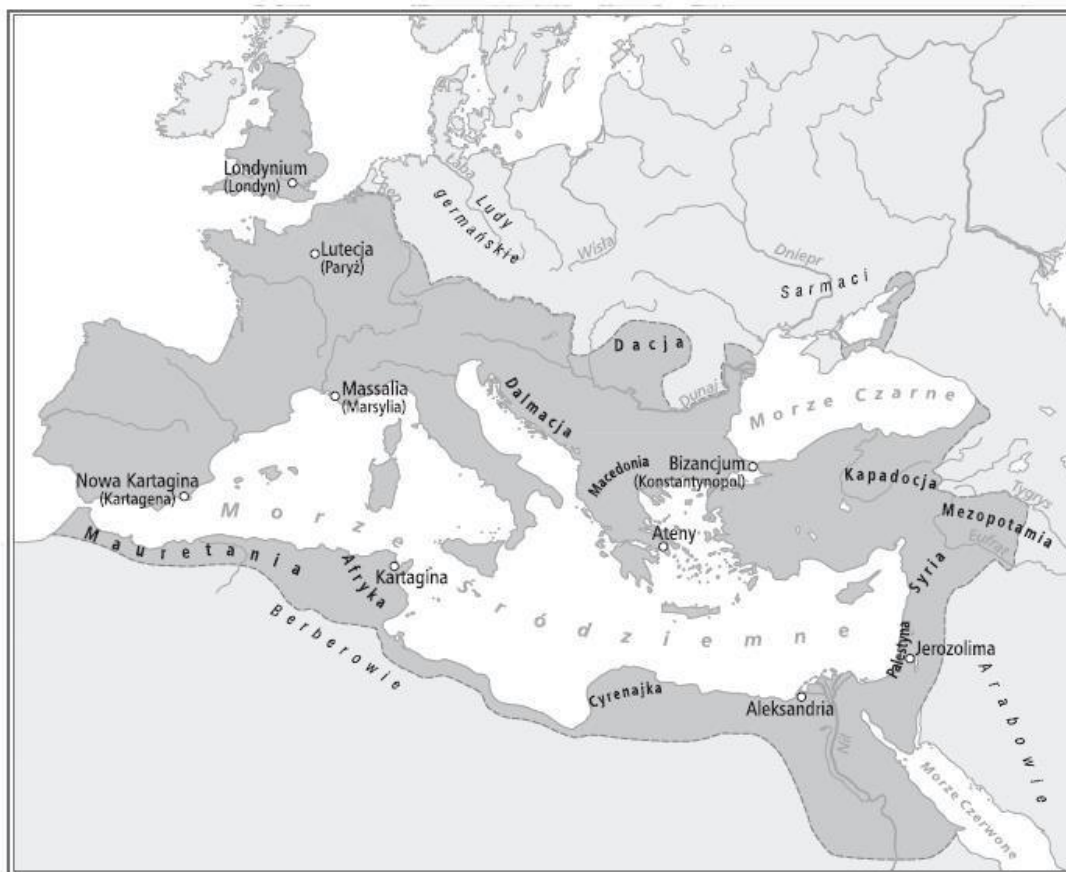 Londynium
(Londyn)
Łaba
Ren
Ludy
germańskie
Lutecja
(Paryż)
Wisła
Dniepr
Sarmaci
Dacja
Massalia
(Marsylia)
Dalmacja
Dunaj
Morze Czarne
Nowa Kartagina
(Kartagena)
Macedonia
Bizancjum
(Konstantynopol)
Kapadocja
Tygrys
Mezopotamia
Eufrat
Morze
Śródziemne
Mauretania
Afryka
Kartagina
Ateny
Syria
Berberowie
Palestyna
Jerozolima
Arabowie
Cyrenajka
Aleksandria
Nil
Morze Czerwone